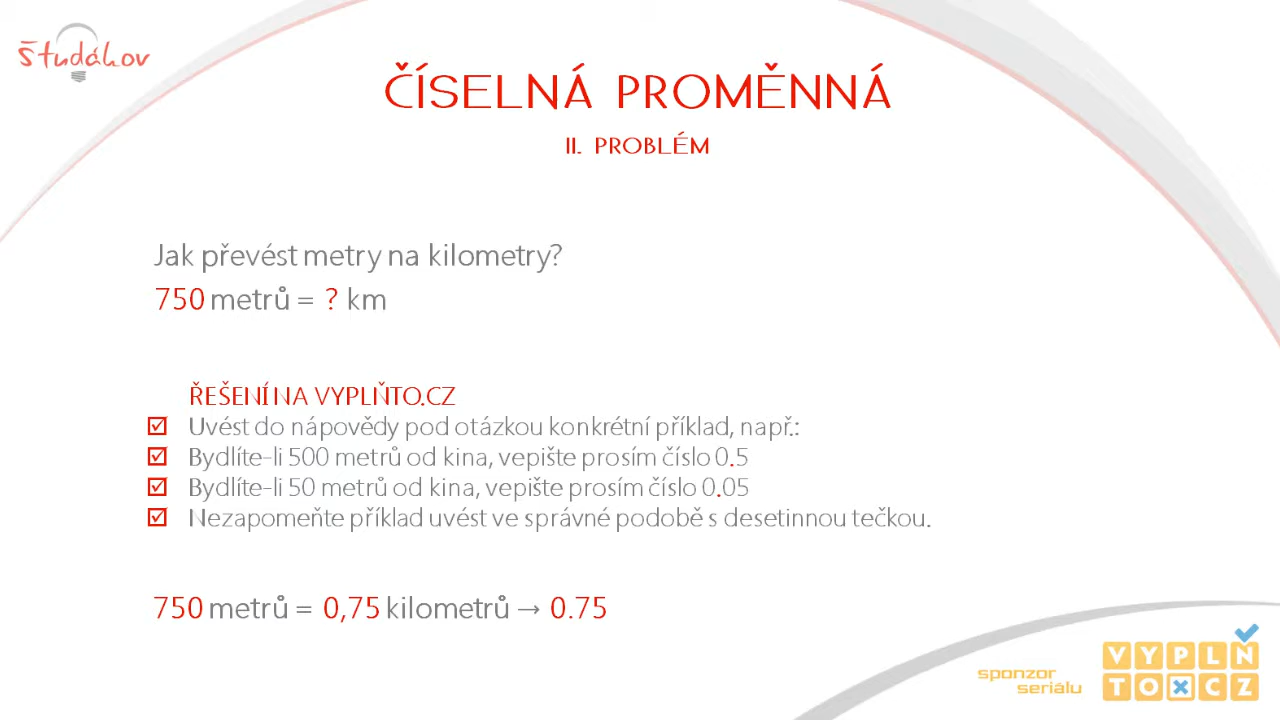 Študákov
ČÍSELNÁ PROMĚNNÁ
II. PROBLÉM
Jak převést metry na kilometry?
750 metrů = ? km
ŘEŠENÍ NA VYPLŇTO.CZ
Uvést do nápovědy pod otázkou konkrétní příklad, např.:
Bydlíte-li 500 metrů od kina, vepište prosím číslo 0.5
Bydlíte-li 50 metrů od kina, vepište prosím číslo 0.05
Nezapomeňte příklad uvést ve správné podobě s desetinnou tečkou.
750 metrů = 0,75 kilometrů → 0.75
sponzor
seriálu
VYPLŇ
TO×CZ